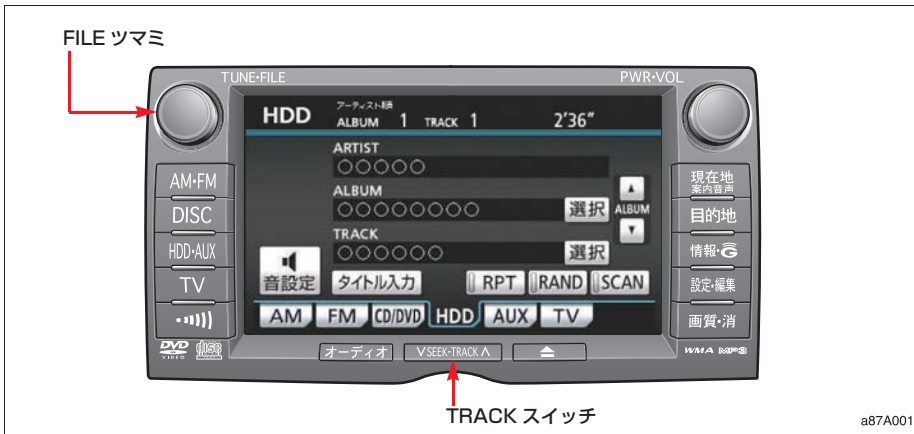 FILE ツマミ
TUNE•FILE
PWR•VOL
HDD
アーティスト順
ALBUM 1 TRACK 1 2'36"
ARTIST
○○○○○
ALBUM
○○○○○○○○ 選択
▲ ALBUM ▼
TRACK
○○○○○○ 選択
音設定
タイトル入力
RPT
RAND
SCAN
AM
FM
CD/DVD
HDD
AUX
TV
AM•FM
DISC
HDD•AUX
TV
•)))
現在地
案内音声
目的地
情報•G
設定•編集
画質•消
DVD
VIDEO
disc
オーディオ
∨SEEK•TRACK∧
WMA MP3
TRACK スイッチ
a87A001